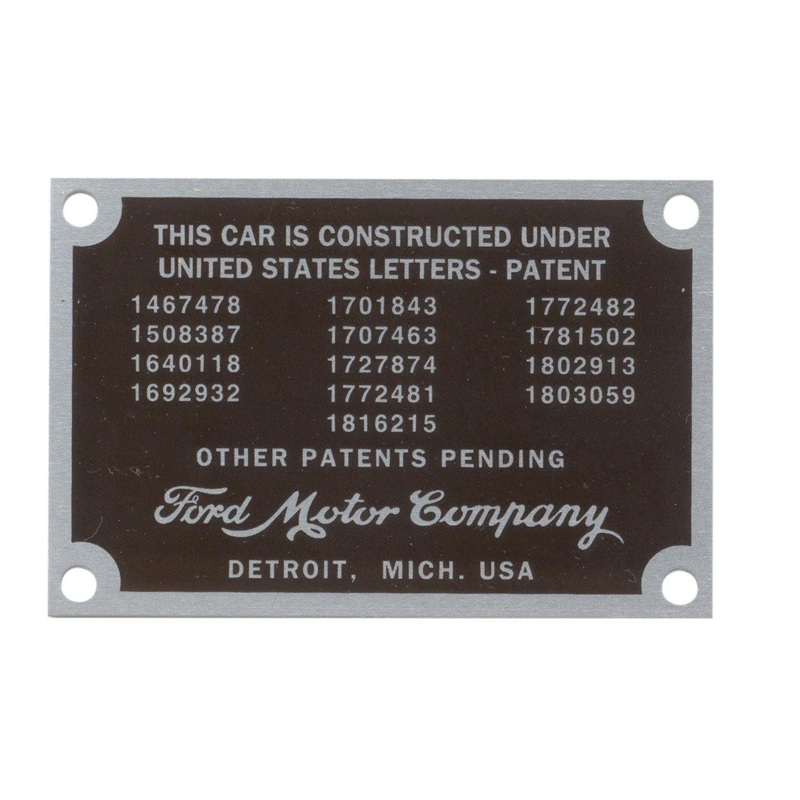 THIS CAR IS CONSTRUCTED UNDER
UNITED STATES LETTERS - PATENT
1467478 1701843 1772482
1508387 1707463 1781502
1640118 1727874 1802913
1692932 1772481 1803059
1816215
OTHER PATENTS PENDING
Ford Motor Company
DETROIT, MICH. USA